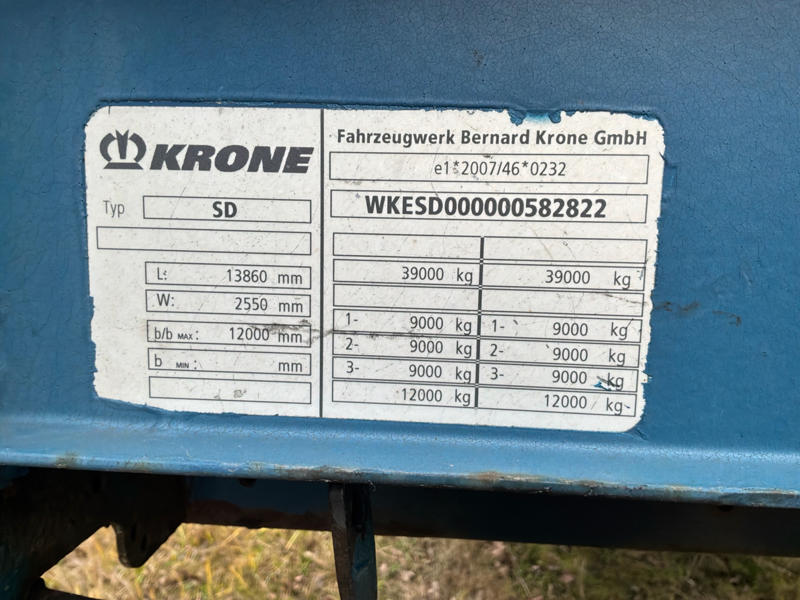 KRONE
Typ SD
L: 13860 mm
W: 2550 mm
b/b MAX: 12000 mm
b MIN: mm
Fahrzeugwerk Bernard Krone GmbH
e1*2007/46*0232
WKESD000000582822
39000 kg 39000 kg
1- 9000 kg 1- 9000 kg
2- 9000 kg 2- 9000 kg
3- 9000 kg 3- 9000 kg
12000 kg 12000 kg